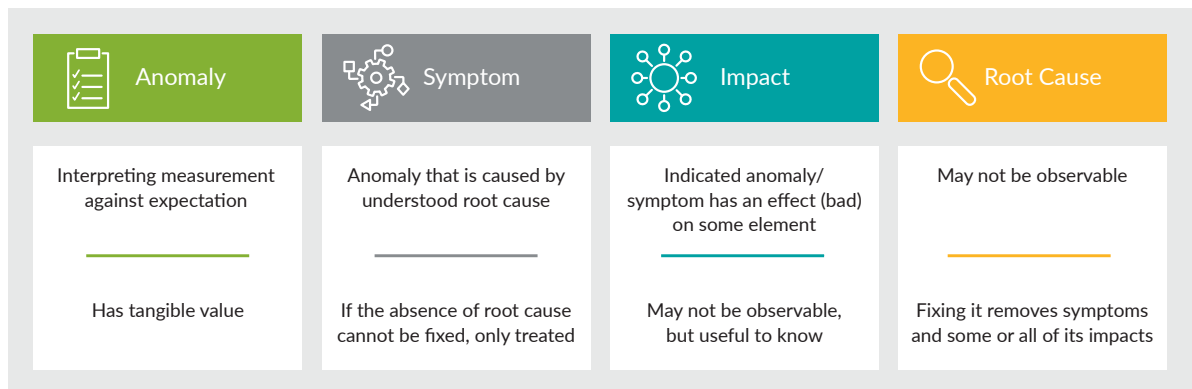 Anomaly
Symptom
Impact
Root Cause
Interpreting measurement
against expectation
Has tangible value
Anomaly that is caused by
understood root cause
If the absence of root cause
cannot be fixed, only treated
Indicated anomaly/
symptom has an effect (bad)
on some element
May not be observable,
but useful to know
May not be observable
Fixing it removes symptoms
and some or all of its impacts